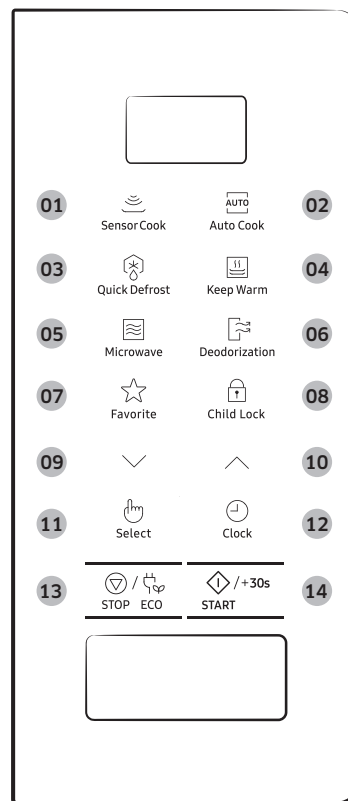 01 AUTO 02
Sensor Cook Auto Cook
03 04
Quick Defrost Keep Warm
05 06
Microwave Deodorization
07 08
Favorite Child Lock
09 10
11 12
Select Clock
13 / /+30s 14
STOP ECO START